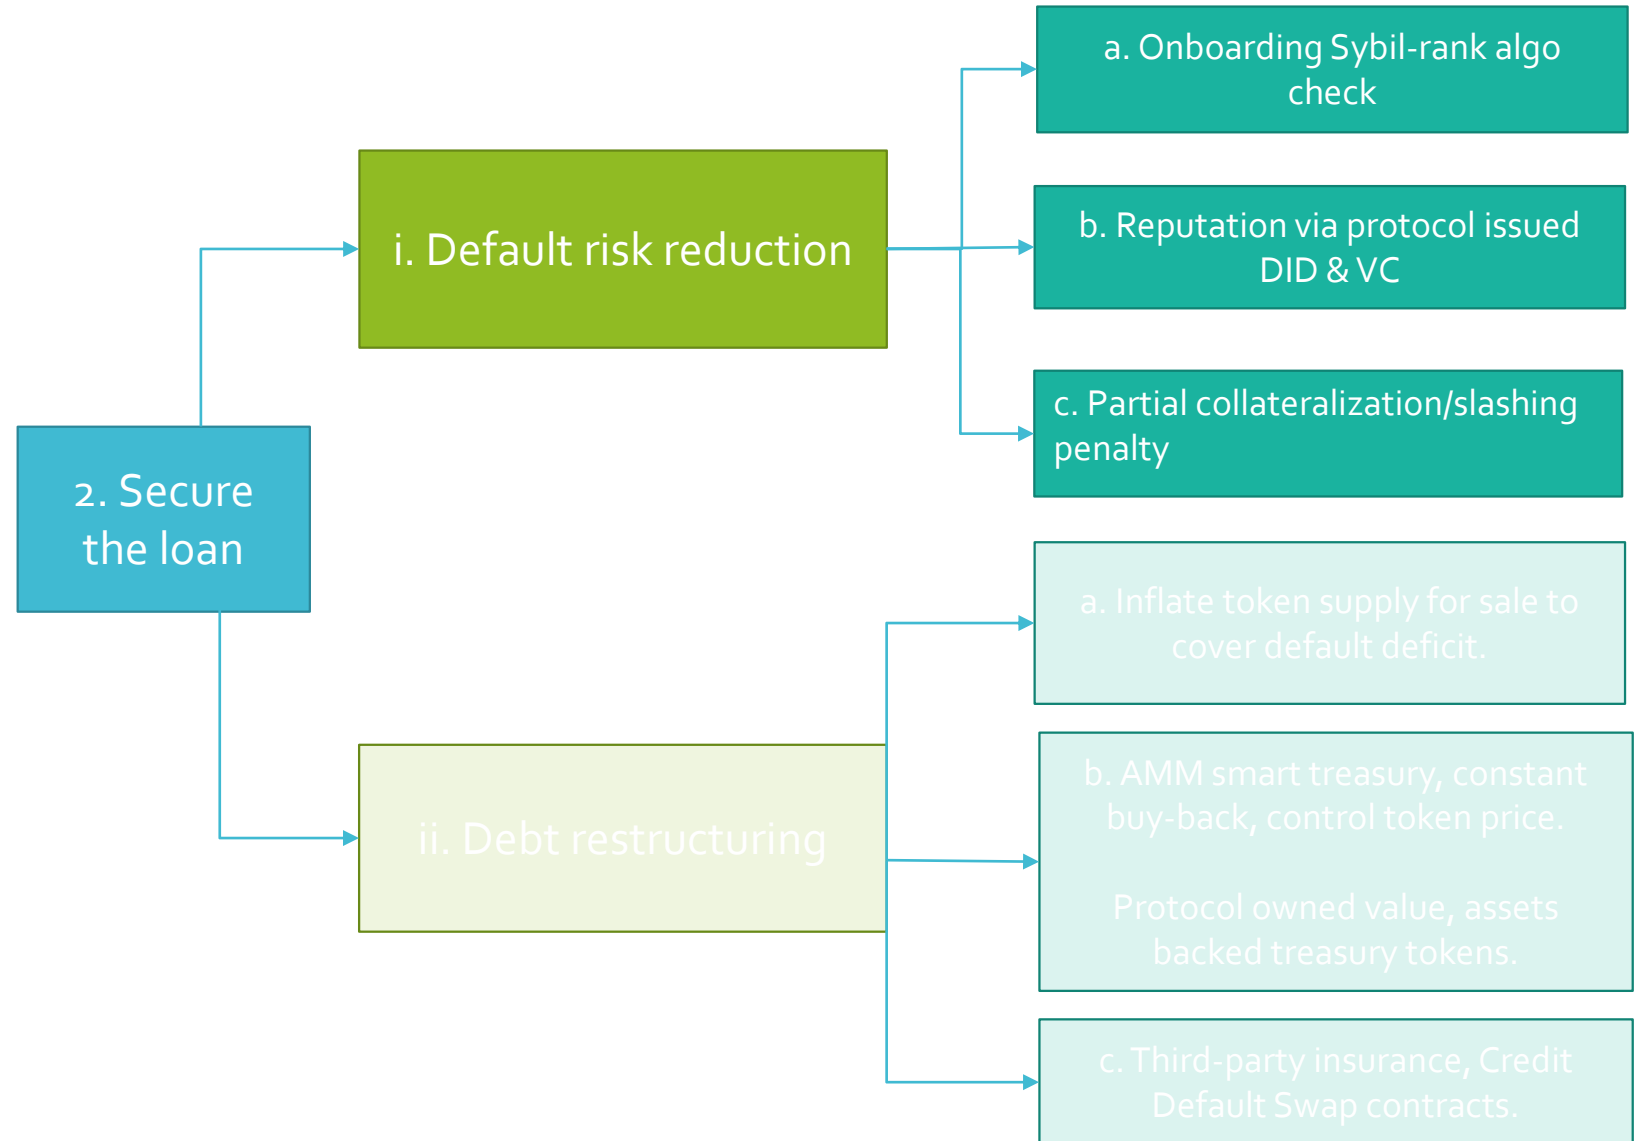 a. Onboarding Sybil-rank algo
check
i. Default risk reduction
b. Reputation via protocol issued
DID & VC
c. Partial collateralization/slashing
penalty
2. Secure
the loan
a. Inflate token supply for sale to
cover default deficit.
ii. Debt restructuring
b. AMM smart treasury, constant
buy-back, control token price.
Protocol owned value, assets
backed treasury tokens.
c. Third-party insurance, Credit
Default Swap contracts.